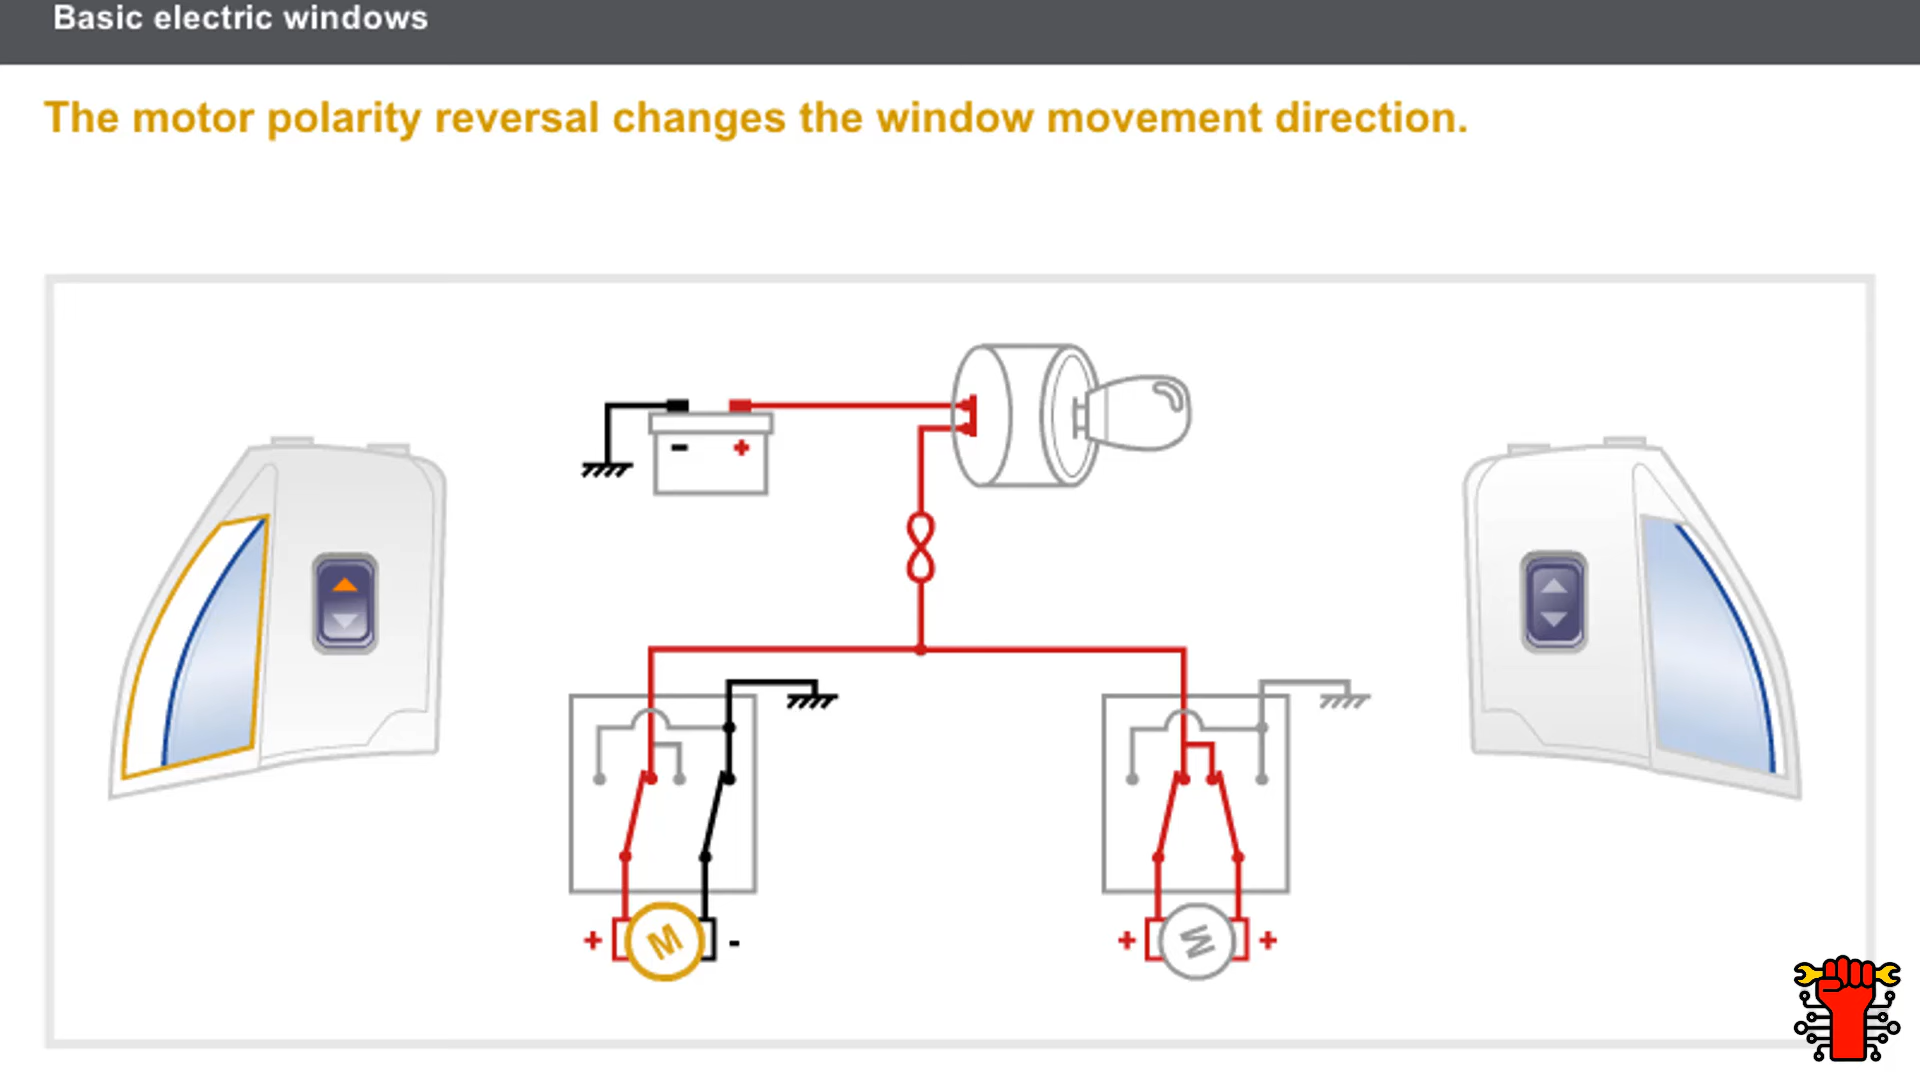 Basic electric windows
The motor polarity reversal changes the window movement direction.
- +
+ M -
+ M +